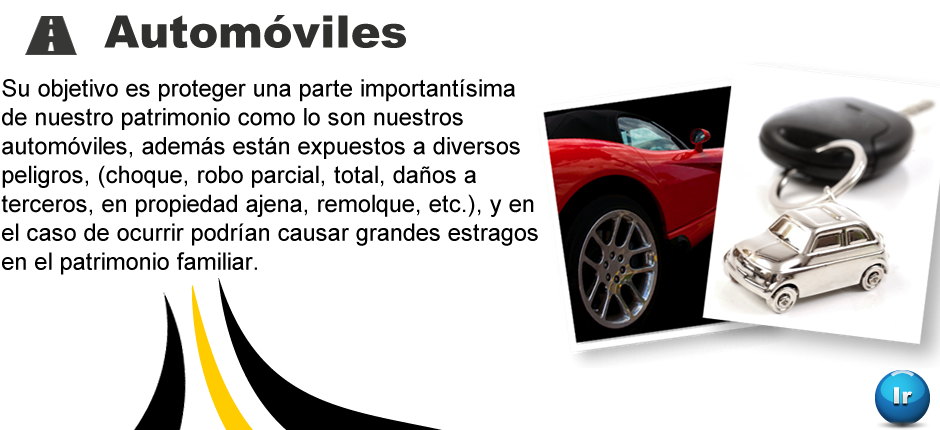 Automóviles
Su objetivo es proteger una parte importantísima
de nuestro patrimonio como lo son nuestros
automóviles, además están expuestos a diversos
peligros, (choque, robo parcial, total, daños a
terceros, en propiedad ajena, remolque, etc.), y en
el caso de ocurrir podrían causar grandes estragos
en el patrimonio familiar.
Ir